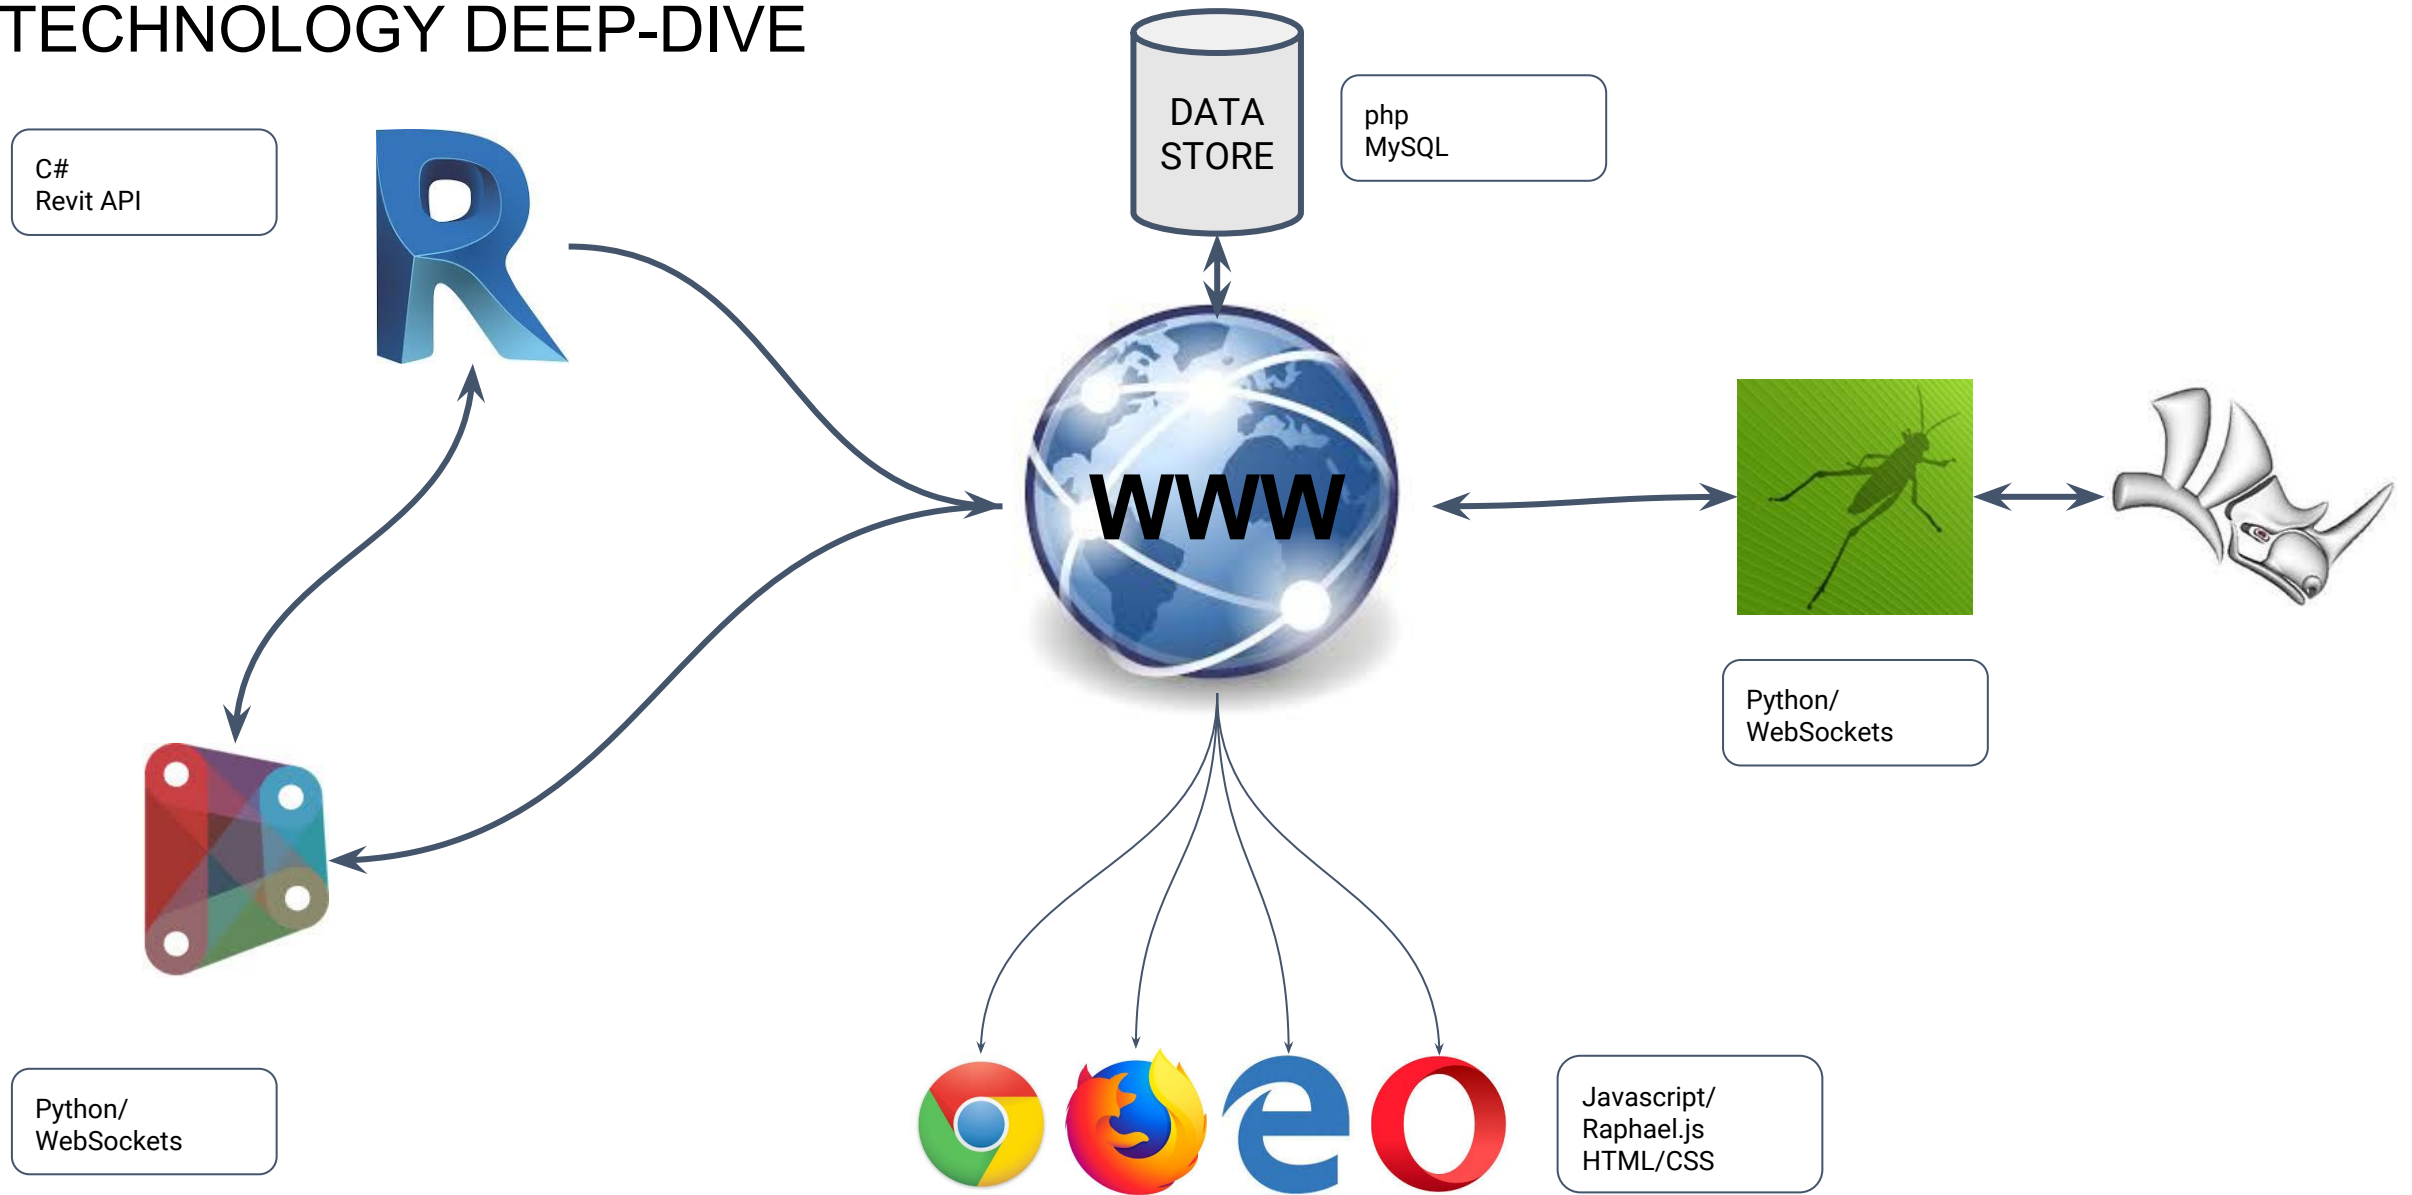 TECHNOLOGY DEEP-DIVE
DATA
STORE
php
MySQL
C#
Revit API
WWW
Python/
WebSockets
Python/
WebSockets
Javascript/
Raphael.js
HTML/CSS